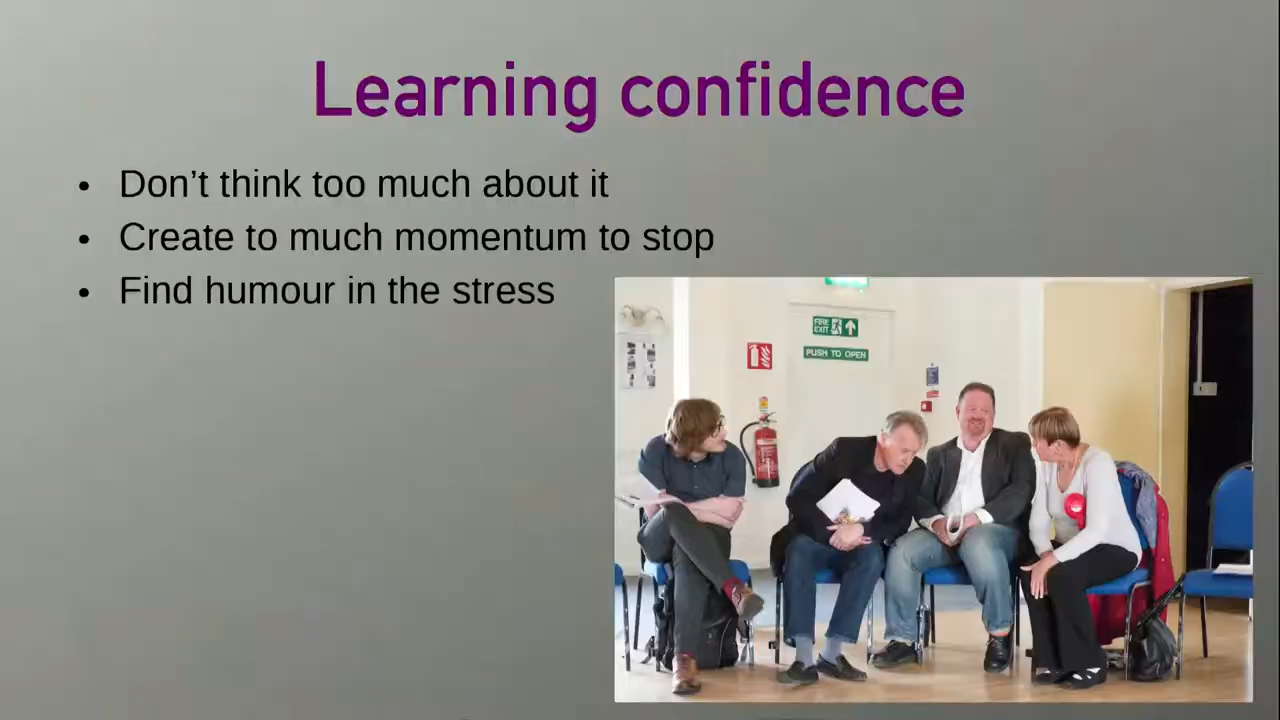 Learning confidence
• Don’t think too much about it
• Create to much momentum to stop
• Find humour in the stress
FIRE
EXIT
PUSH TO OPEN